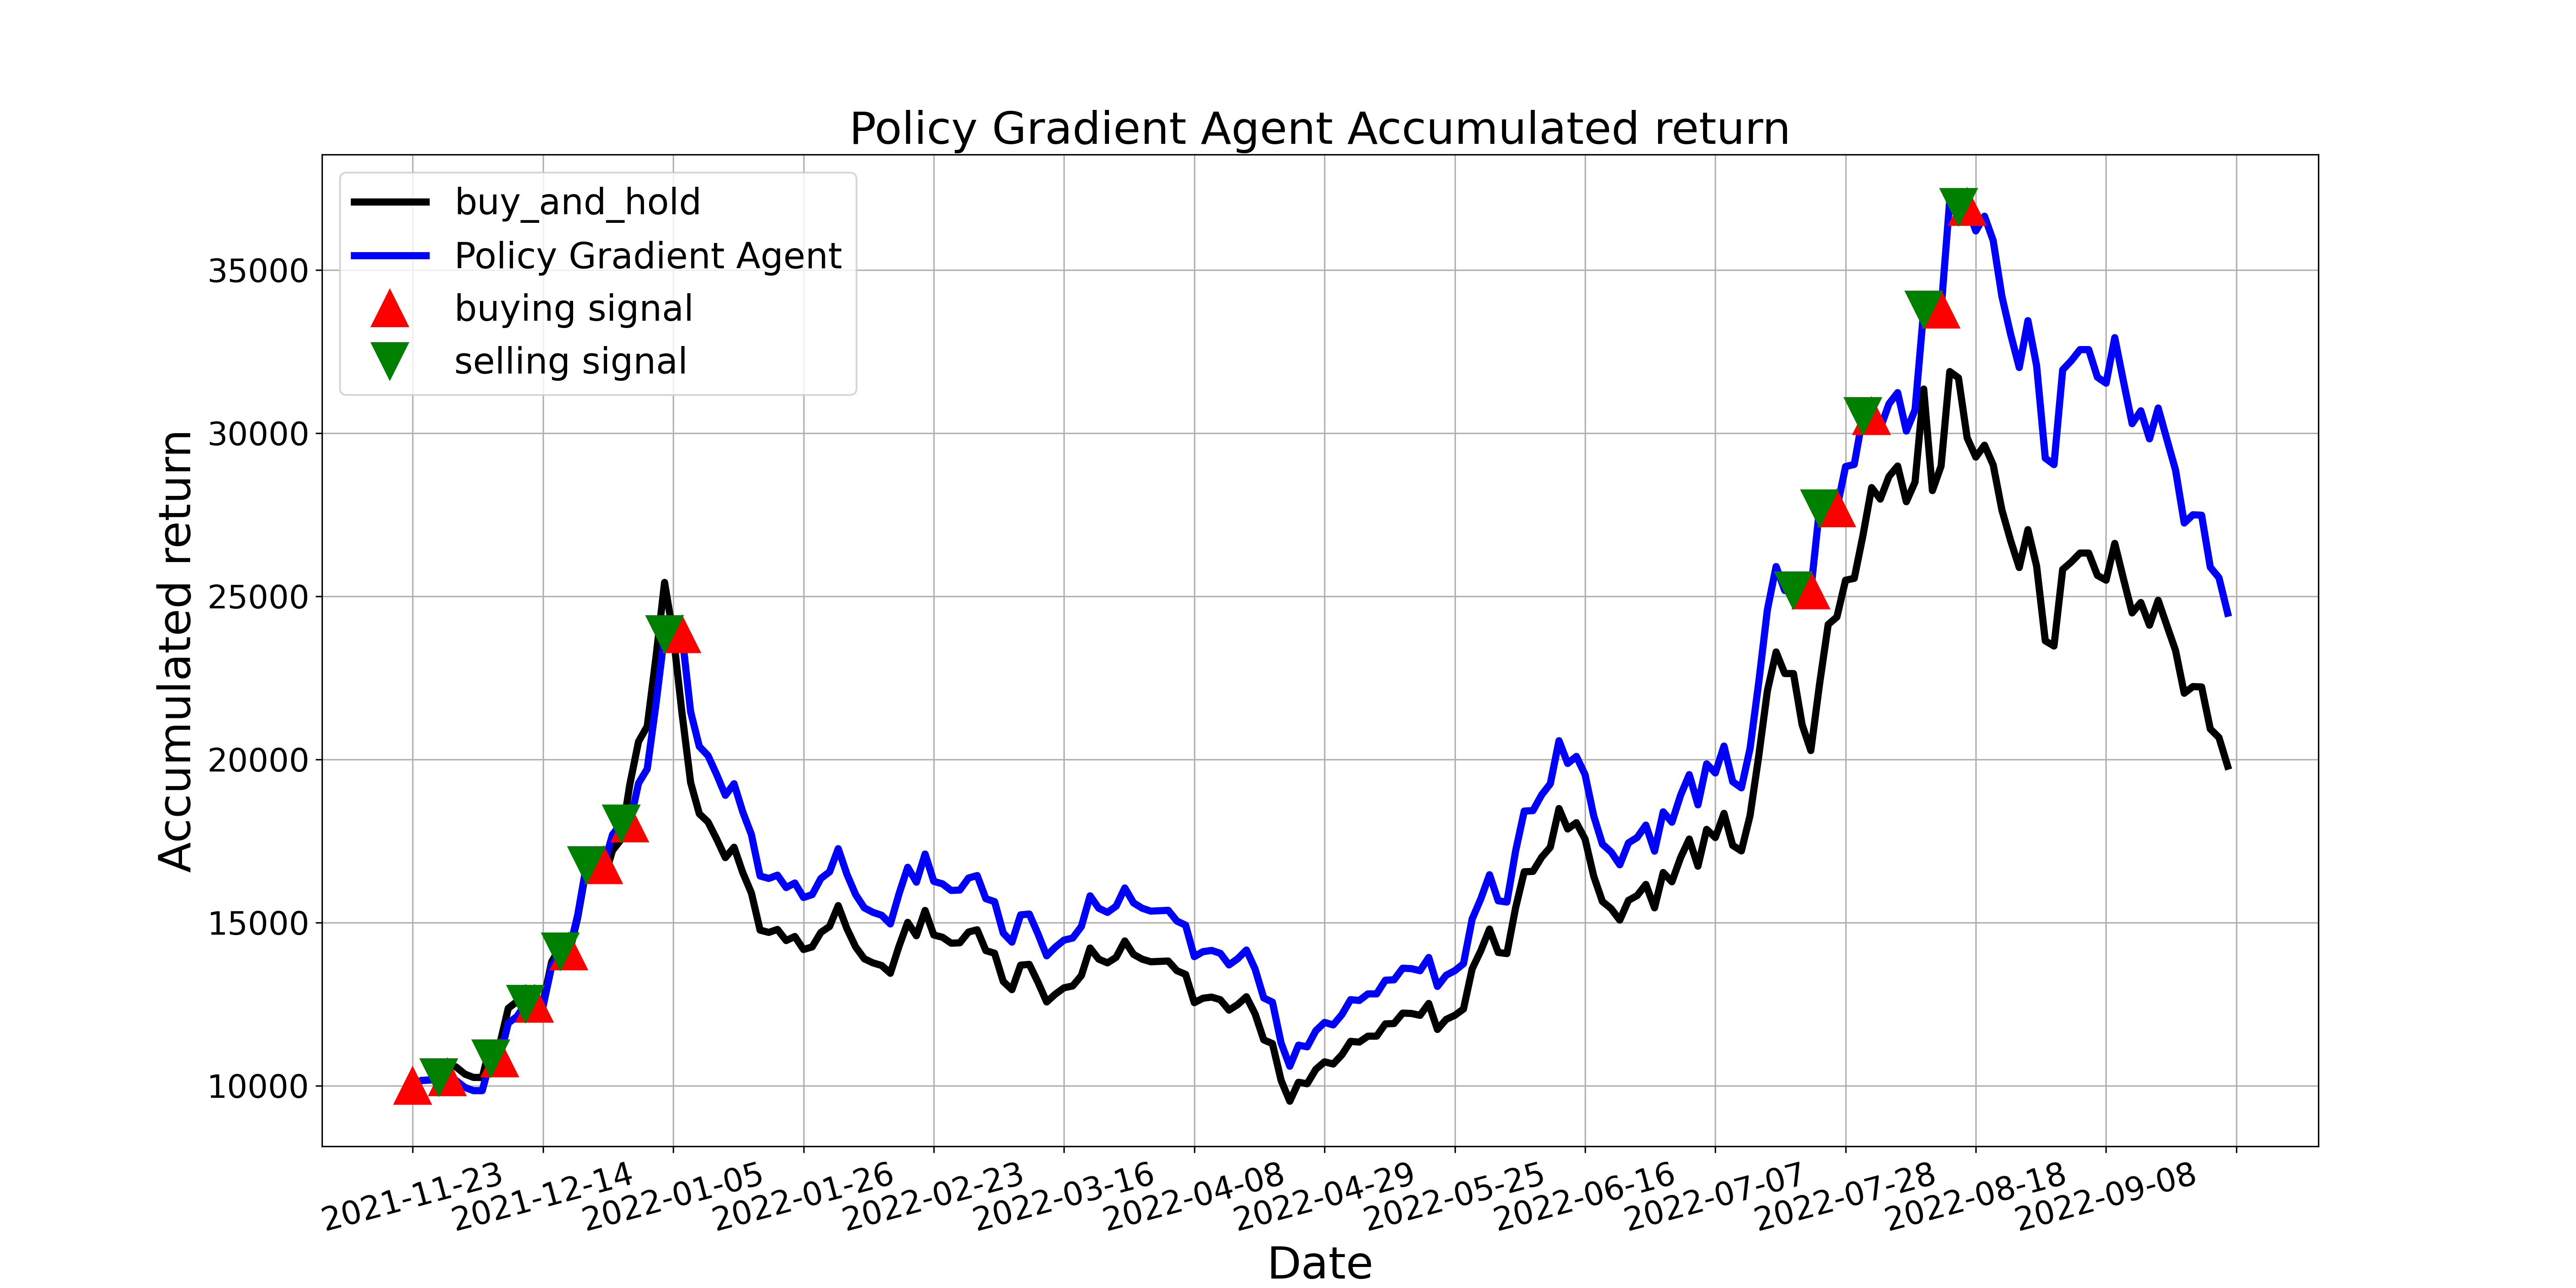 Policy Gradient Agent Accumulated return
buy_and_hold
Policy Gradient Agent
buying signal
selling signal
Accumulated return
35000
30000
25000
20000
15000
10000
2021-11-23
2021-12-14
2022-01-05
2022-01-26
2022-02-23
2022-03-16
2022-04-08
2022-04-29
2022-05-25
2022-06-16
2022-07-07
2022-07-28
2022-08-18
2022-09-08
Date